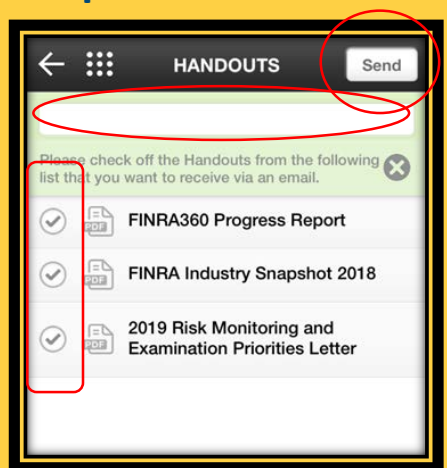 HANDOUTS
Send
Please check off the Handouts from the following
list that you want to receive via an email.
PDF
FINRA360 Progress Report
PDF
FINRA Industry Snapshot 2018
PDF
2019 Risk Monitoring and
Examination Priorities Letter